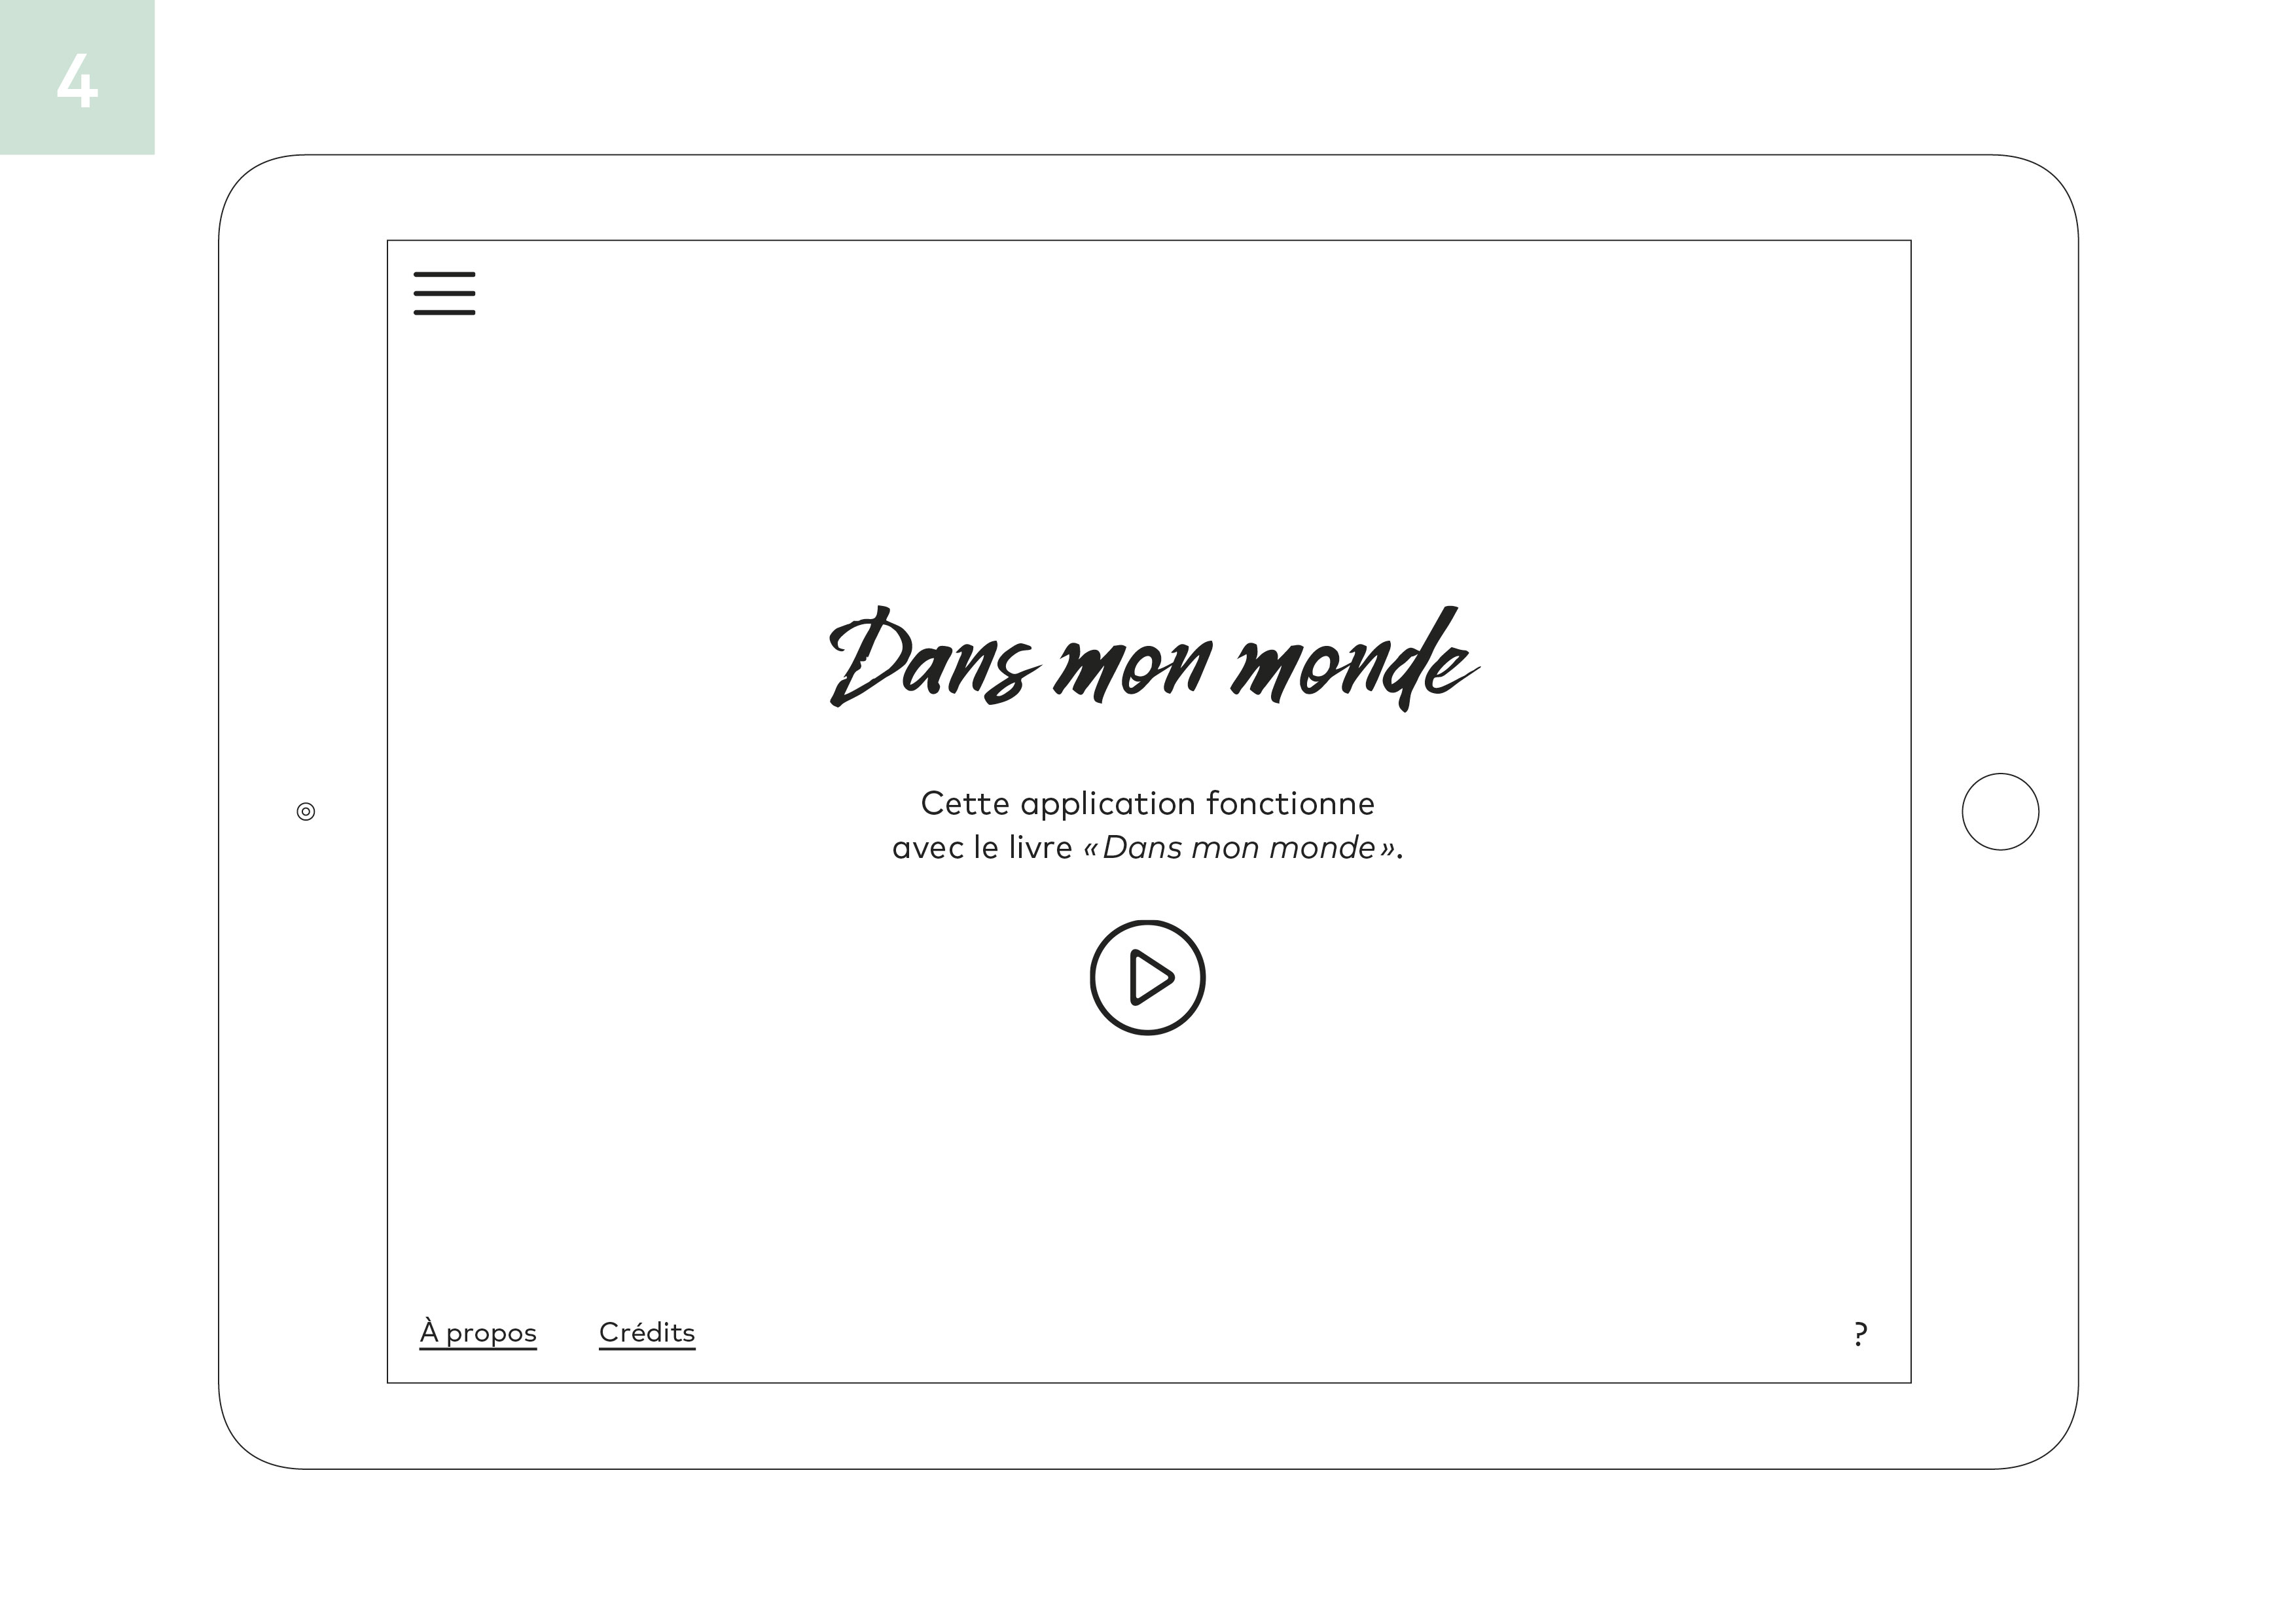 4
Dans mon monde
Cette application fonctionne
avec le livre «Dans mon monde».
À propos
Crédits
?